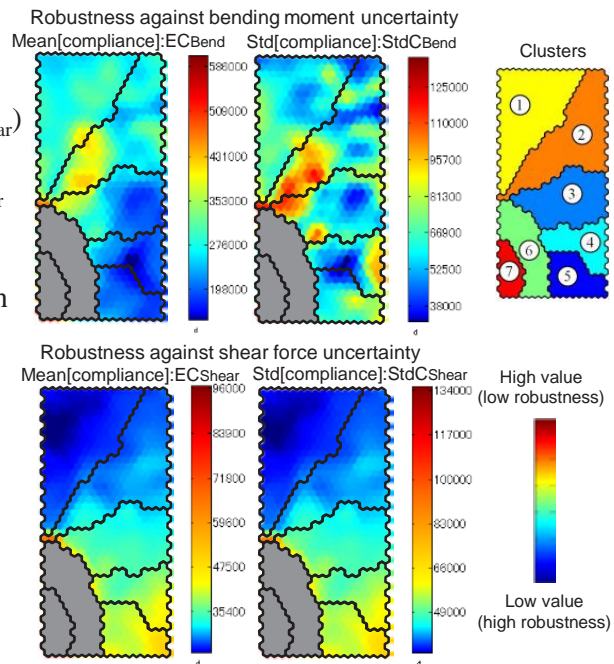 Robustness against bending moment uncertainty
Mean[compliance]:ECBend
Std[compliance]:StdCBend
Clusters
ar)
r
n
586000
509000
431000
353000
276000
198000
d
125000
110000
95700
81300
66900
52500
38000
d
1
2
3
4
5
6
7
Robustness against shear force uncertainty
Mean[compliance]:ECShear
Std[compliance]:StdCShear
96000
83900
71800
59600
47500
35400
d
134000
117000
100000
83000
66000
49000
d
High value
(low robustness)
Low value
(high robustness)